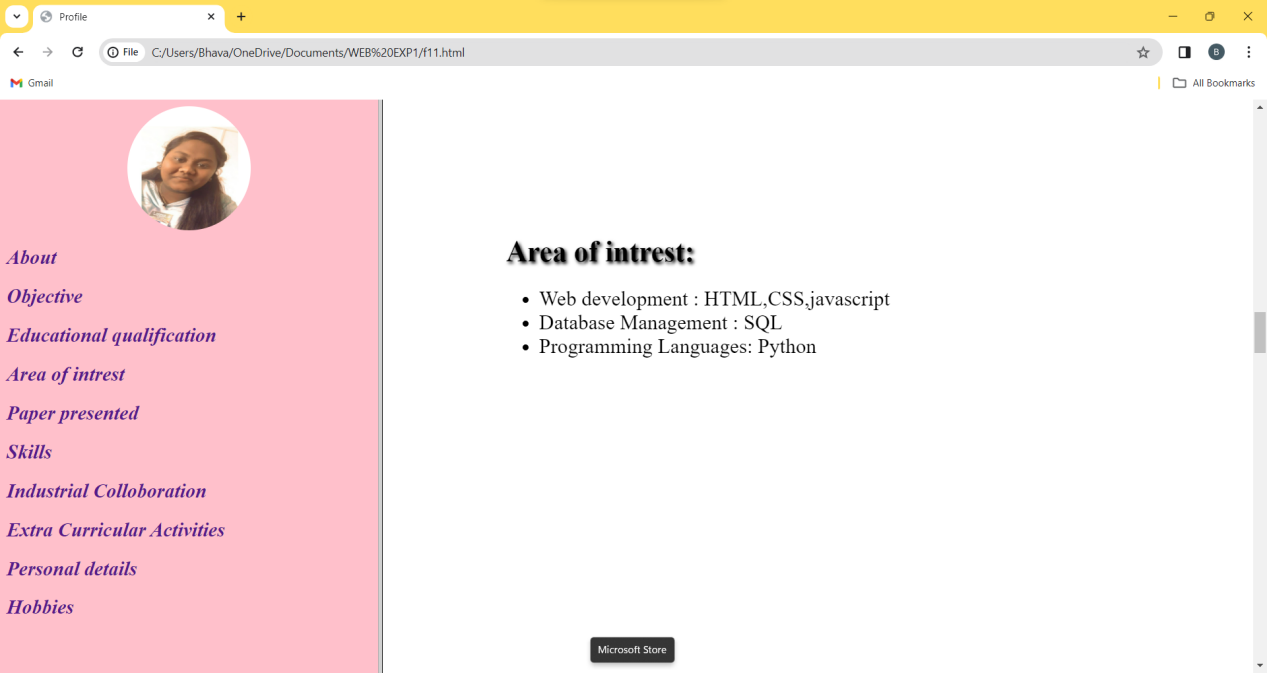 Profile
File
C:/Users/Bhava/OneDrive/Documents/WEB%20EXP1/f11.html
B
Gmail
All Bookmarks
About
Objective
Educational qualification
Area of intrest
Paper presented
Skills
Industrial Colloboration
Extra Curricular Activities
Personal details
Hobbies
Area of intrest:
• Web development : HTML,CSS,javascript
• Database Management : SQL
• Programming Languages: Python
Microsoft Store